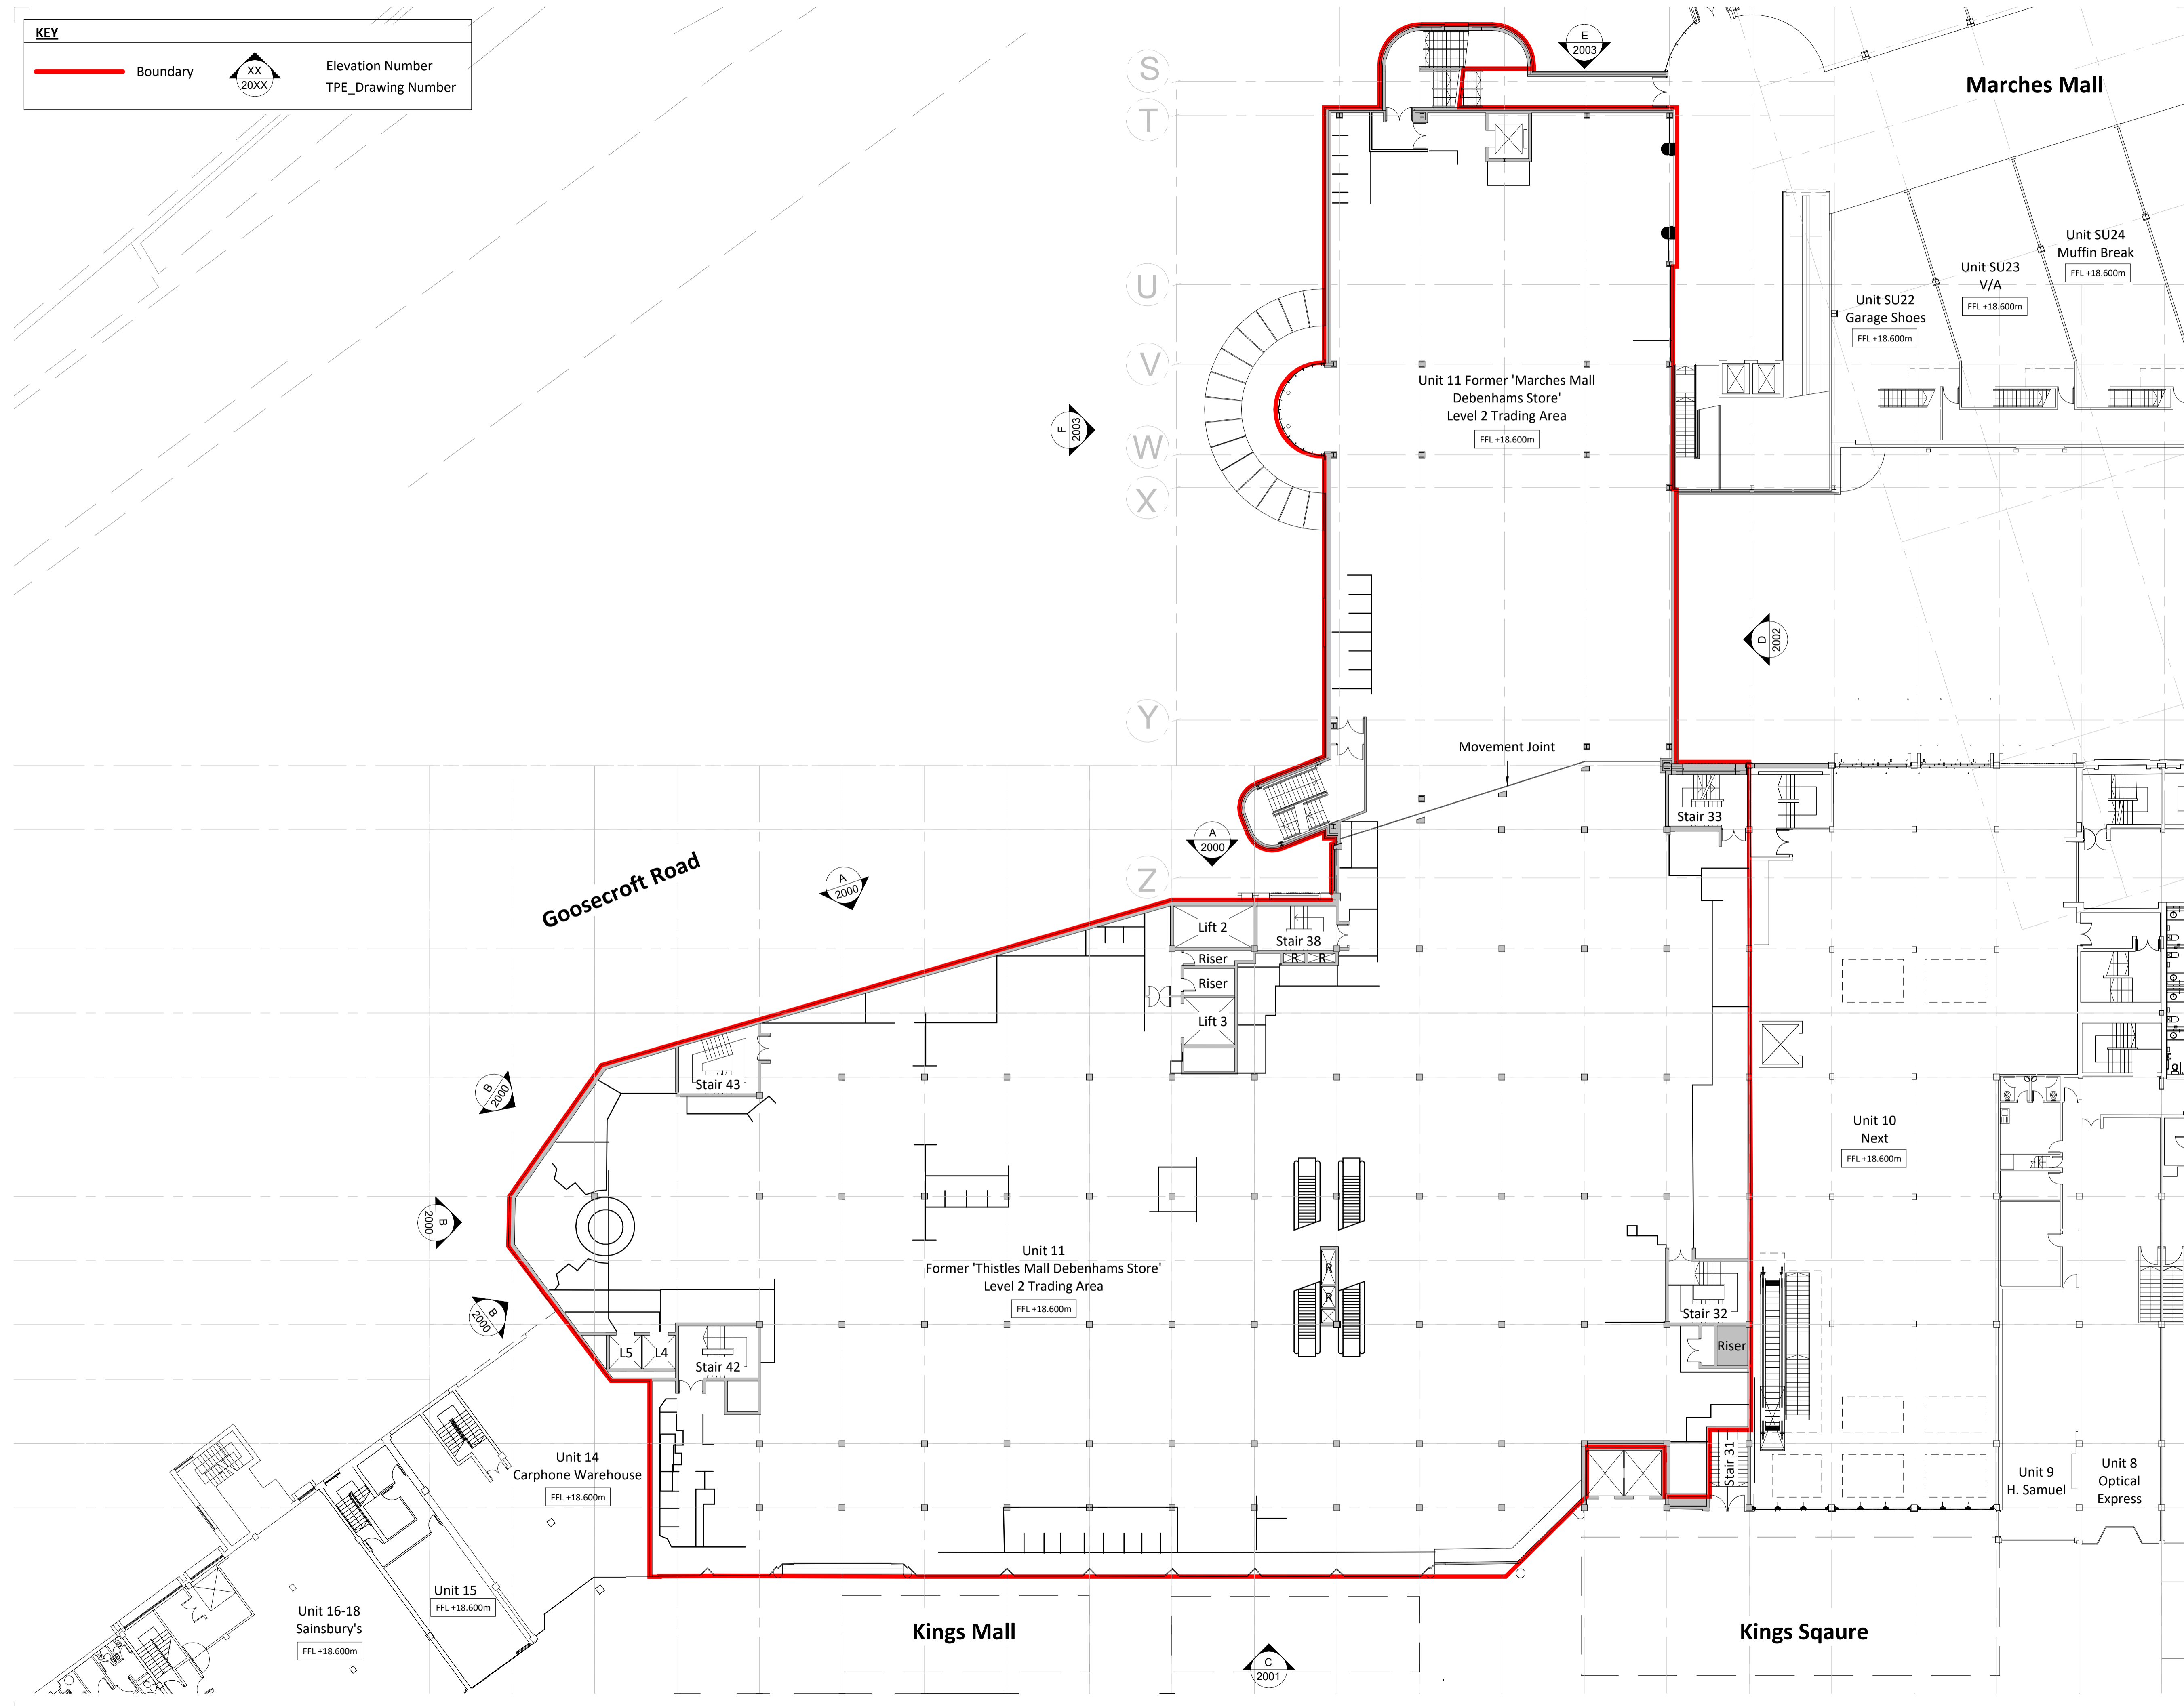 KEY
Boundary
XX
20XX
Elevation Number
TPE_Drawing Number
S
T
U
V
W
X
Y
Z
E
2003
Marches Mall
Unit SU24
Muffin Break
FFL +18.600m
Unit SU23
V/A
FFL +18.600m
Unit SU22
Garage Shoes
FFL +18.600m
Unit 11 Former 'Marches Mall
Debenhams Store'
Level 2 Trading Area
FFL +18.600m
F
2003
D
2002
Movement Joint
Stair 33
A
2000
A
2000
Goosecroft Road
Lift 2
Stair 38
Riser
R
R
Riser
Lift 3
Stair 43
B
2000
B
2000
B
2000
Unit 10
Next
FFL +18.600m
Unit 11
Former 'Thistles Mall Debenhams Store'
Level 2 Trading Area
FFL +18.600m
R
R
Stair 32
Riser
L5
L4
Stair 42
Stair 31
Unit 14
Carphone Warehouse
FFL +18.600m
Unit 9
H. Samuel
Unit 8
Optical
Express
Unit 15
FFL +18.600m
Unit 16-18
Sainsbury's
FFL +18.600m
Kings Mall
Kings Sqaure
C
2001